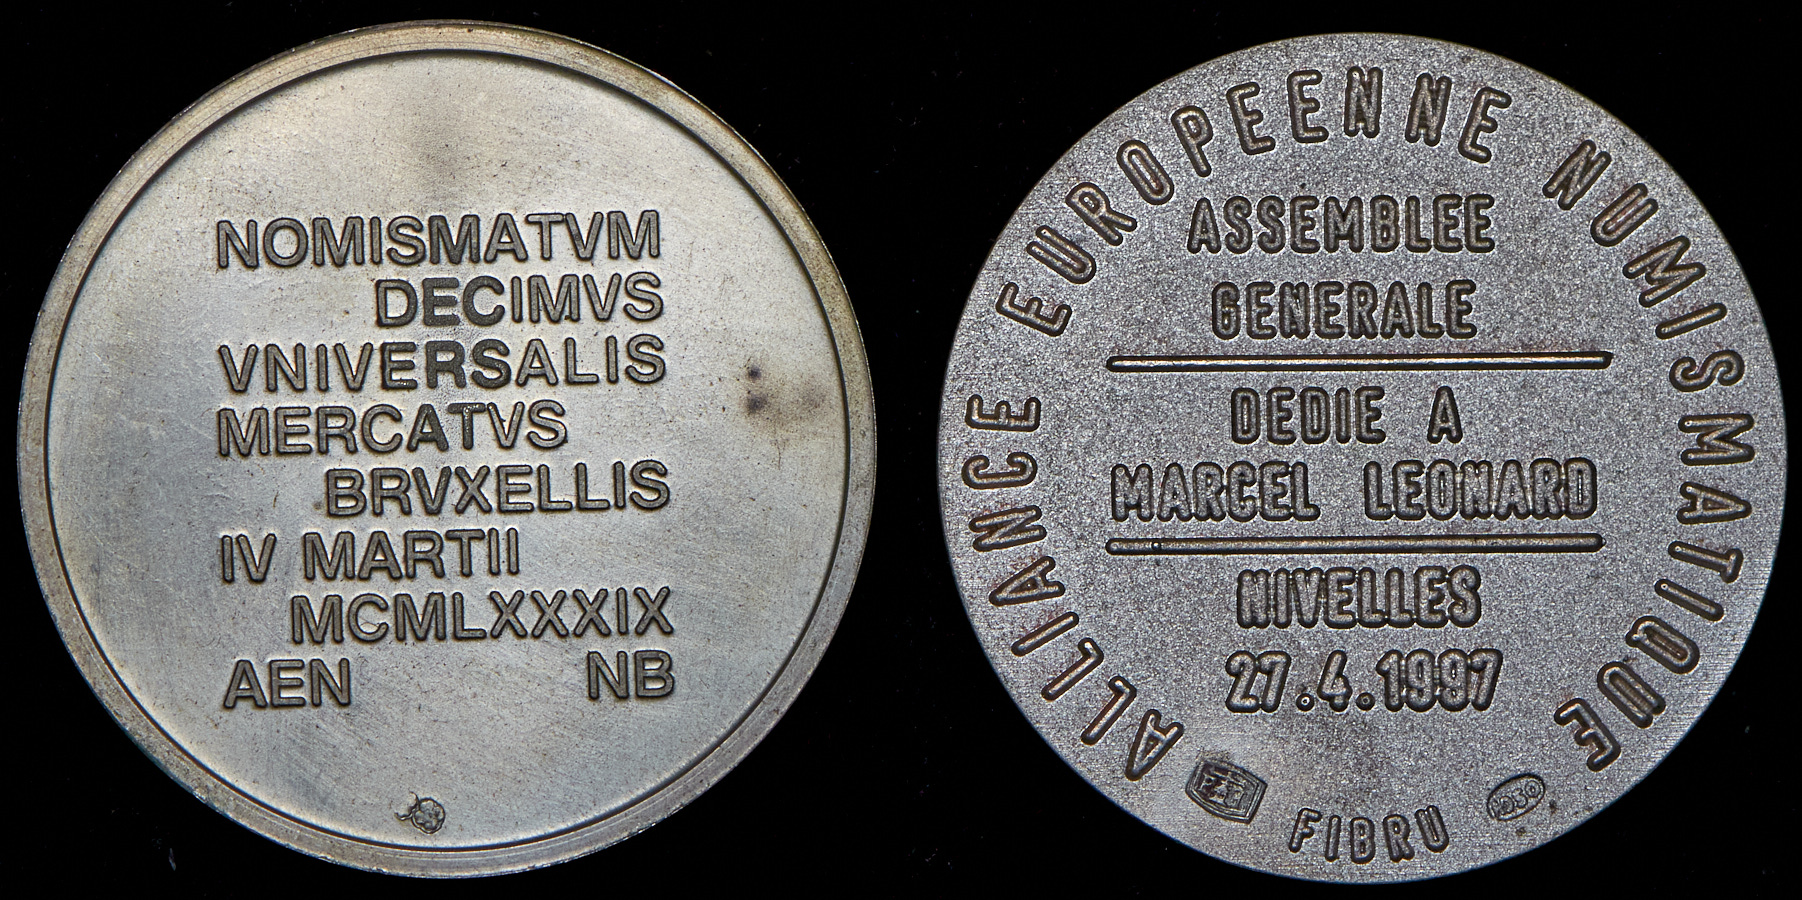 NOMISMATVM
DECIMVS
VNIVERSALIS
MERCATVS
BRVXELLIS
IV MARTII
MCMLXXXIX
AEN NB
ALLIANCE EUROPEENNE NUMISMATIQUE
ASSEMBLEE
GENERALE
DEDIE A
MARCEL LEONARD
NIVELLES
27.4.1997
FIBRU